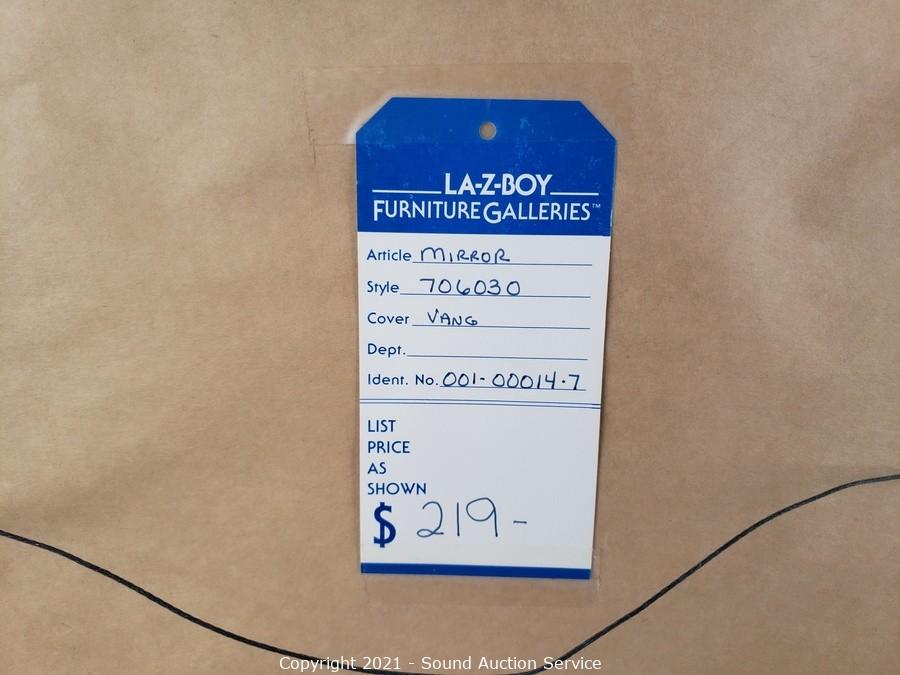 LA-Z-BOY
FURNITURE GALLERIES™
Article MIRROR
Style 706030
Cover VANG
Dept.
Ident. No. 001-00014-7
LIST
PRICE
AS
SHOWN
$ 219-
Copyright 2021 - Sound Auction Service